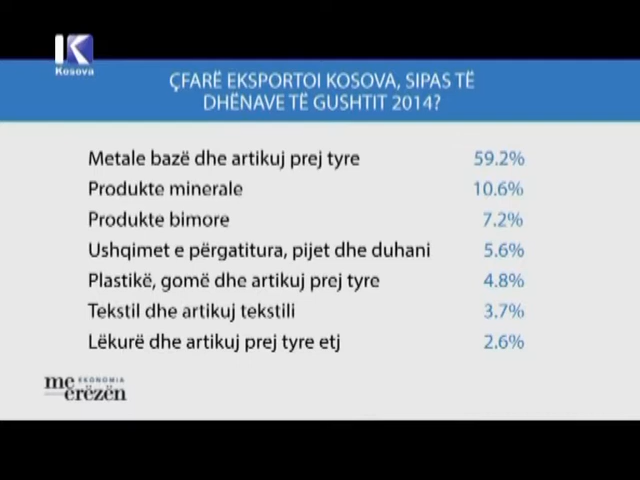 K
Kosova
ÇFARË EKSPORTOI KOSOVA, SIPAS TË
DHËNAVE TË GUSHTIT 2014?
Metale bazë dhe artikuj prej tyre 59.2%
Produkte minerale 10.6%
Produkte bimore 7.2%
Ushqimet e përgatitura, pijet dhe duhani 5.6%
Plastikë, gomë dhe artikuj prej tyre 4.8%
Tekstil dhe artikuj tekstili 3.7%
Lëkurë dhe artikuj prej tyre etj 2.6%
me EKONOMIA
erëzën